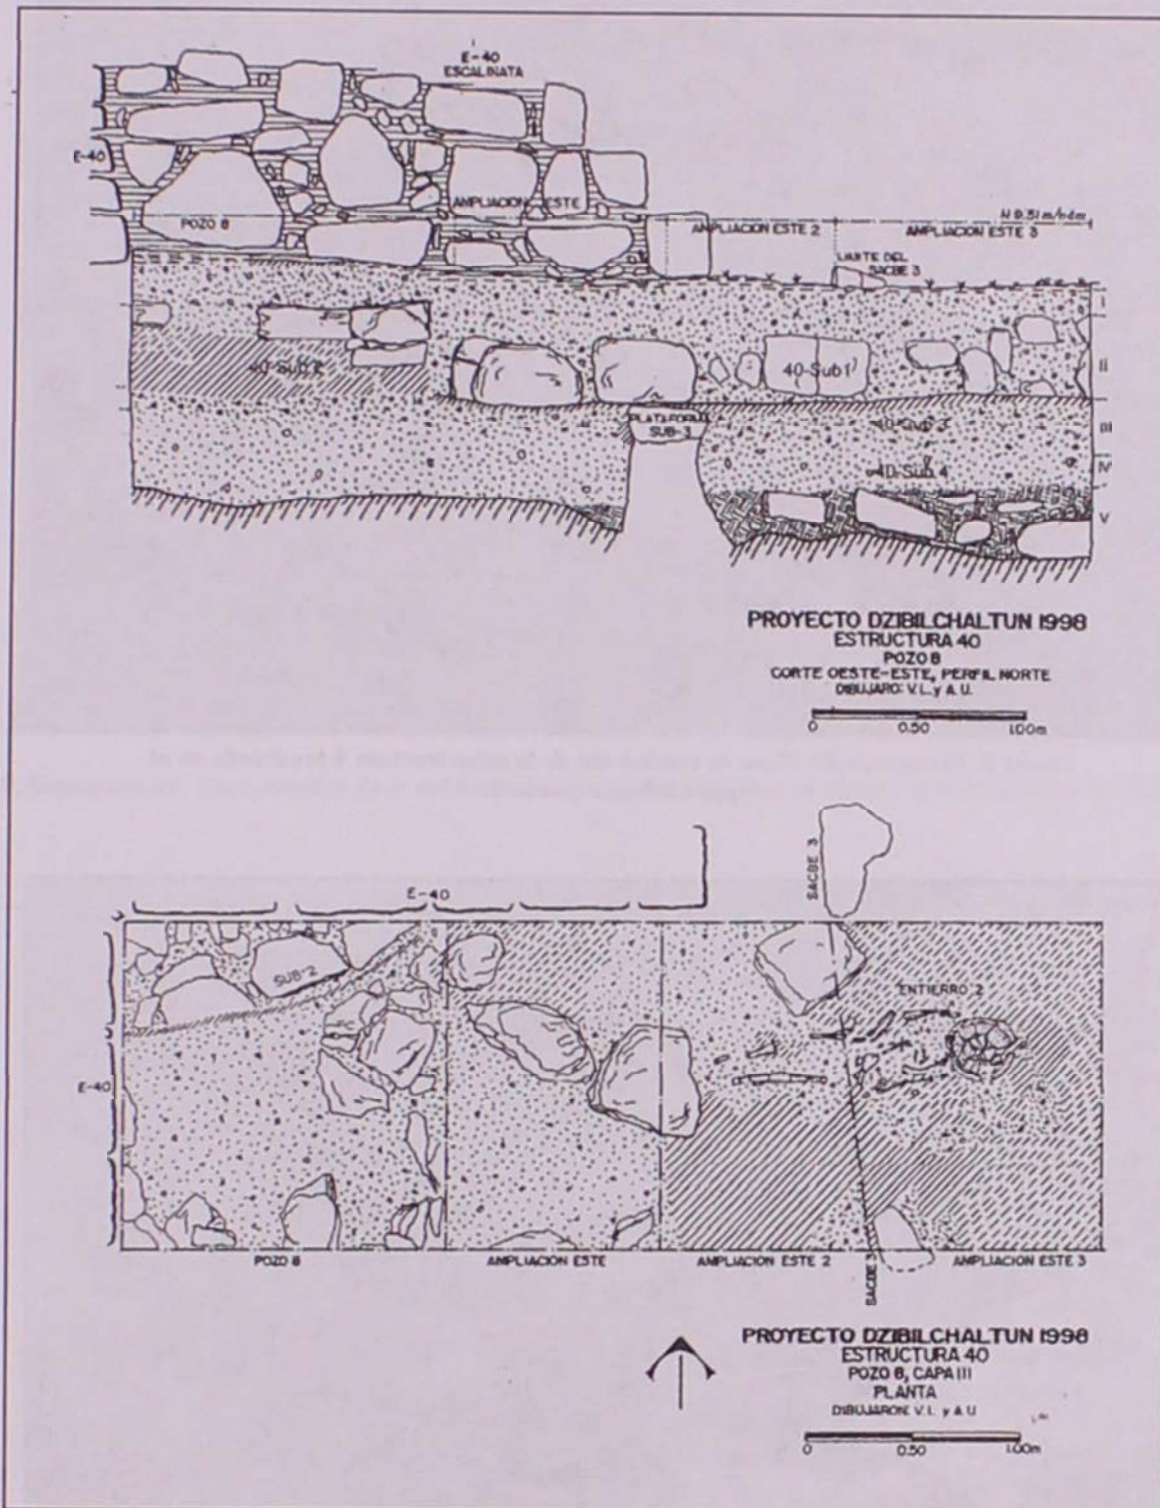 E-40
ESCALINATA
E-40
AMPLIACION ESTE
POZO 8
AMPLIACION ESTE 2
AMPLIACION ESTE 3
LIMITE DEL
SACBE 3
I
II
III
IV
V
40-Sub 2
40-Sub1
PLATAFORMA
SUB-3
40-Sub 3
40-Sub 4
PROYECTO DZIBILCHALTUN 1998
ESTRUCTURA 40
POZO 8
CORTE OESTE-ESTE, PERFIL NORTE
DIBUJARO: V.L. y A.U.
0 0.50 1.00m
E-40
SACBE 3
SUB-2
ENTIERRO 2
E-40
POZO 8
AMPLIACION ESTE
AMPLIACION ESTE 2
SACBE 3
AMPLIACION ESTE 3
PROYECTO DZIBILCHALTUN 1998
ESTRUCTURA 40
POZO 8, CAPA III
PLANTA
DIBUJARON: V.L. y A.U
0 0.50 1.00m